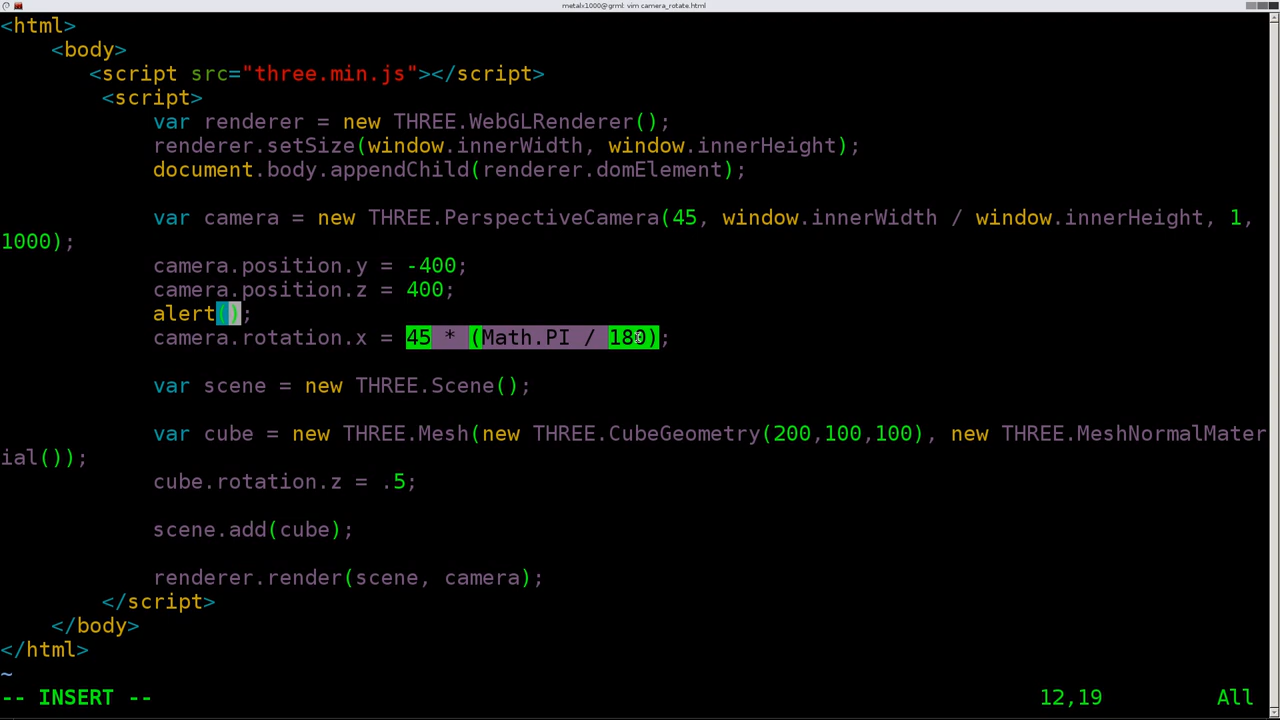 metalx1000@grml: vim camera_rotate.html
<html>
    <body>
       <script src="three.min.js"></script>
        <script>
            var renderer = new THREE.WebGLRenderer();
            renderer.setSize(window.innerWidth, window.innerHeight);
            document.body.appendChild(renderer.domElement);
            var camera = new THREE.PerspectiveCamera(45, window.innerWidth / window.innerHeight, 1,
1000);
            camera.position.y = -400;
            camera.position.z = 400;
            alert();
            camera.rotation.x = 45 * (Math.PI / 180);
            var scene = new THREE.Scene();
            var cube = new THREE.Mesh(new THREE.CubeGeometry(200,100,100), new THREE.MeshNormalMater
ial());
            cube.rotation.z = .5;
            scene.add(cube);
            renderer.render(scene, camera);
        </script>
    </body>
</html>
~
-- INSERT -- 12,19 All